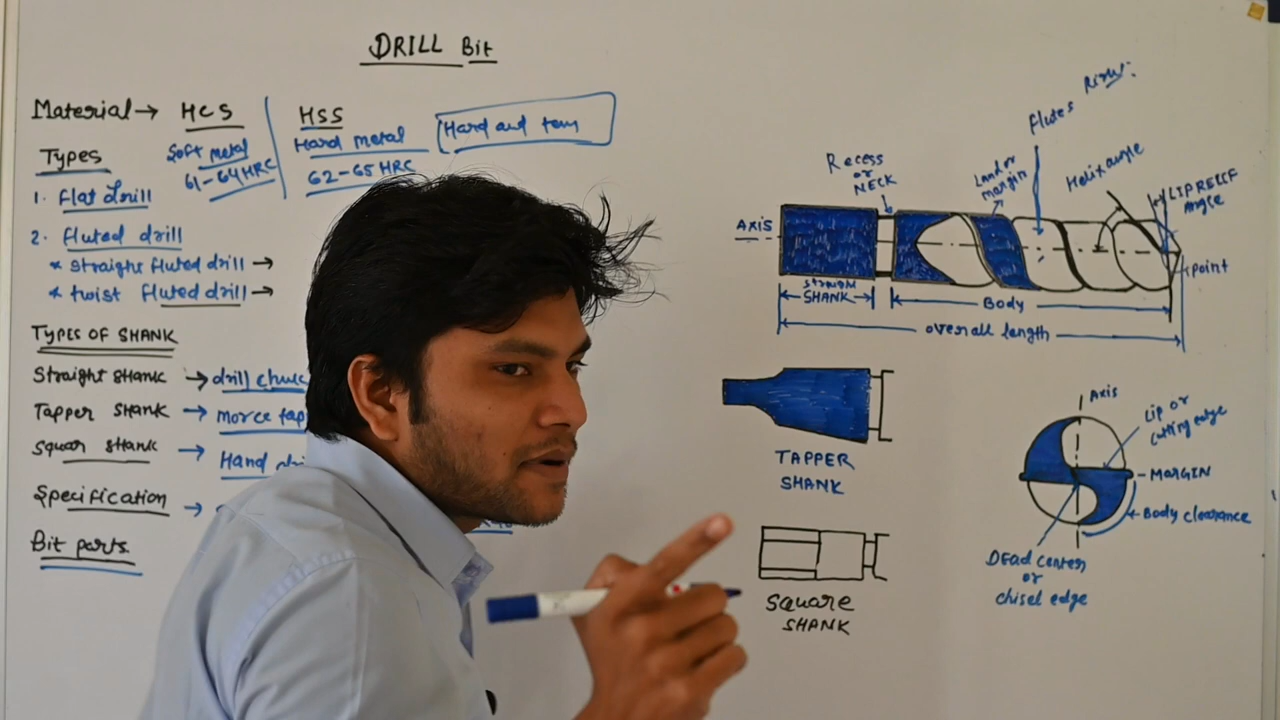 DRILL Bit
Material → HCS
Soft Metal
61-64HRC
HSS
Hard metal
62-65HRC
Hard and
Types
1. flat Drill
2. fluted drill
* straight fluted drill →
* twist fluted drill →
TYPES OF SHANK
Straight SHANK → drill chuc
Tapper SHANK → morce tap
Squar SHANK → Hand dri
Specification →
Bit parts
Flutes
Recess
or
NECK
Land or
margin
Helix angle
LIP RELIEF
Angle
AXIS
point
straight
SHANK
Body
overall length
TAPPER
SHANK
Square
SHANK
Axis
Lip or
cutting edge
MARGIN
Body clearance
DEad center
or
chisel edge